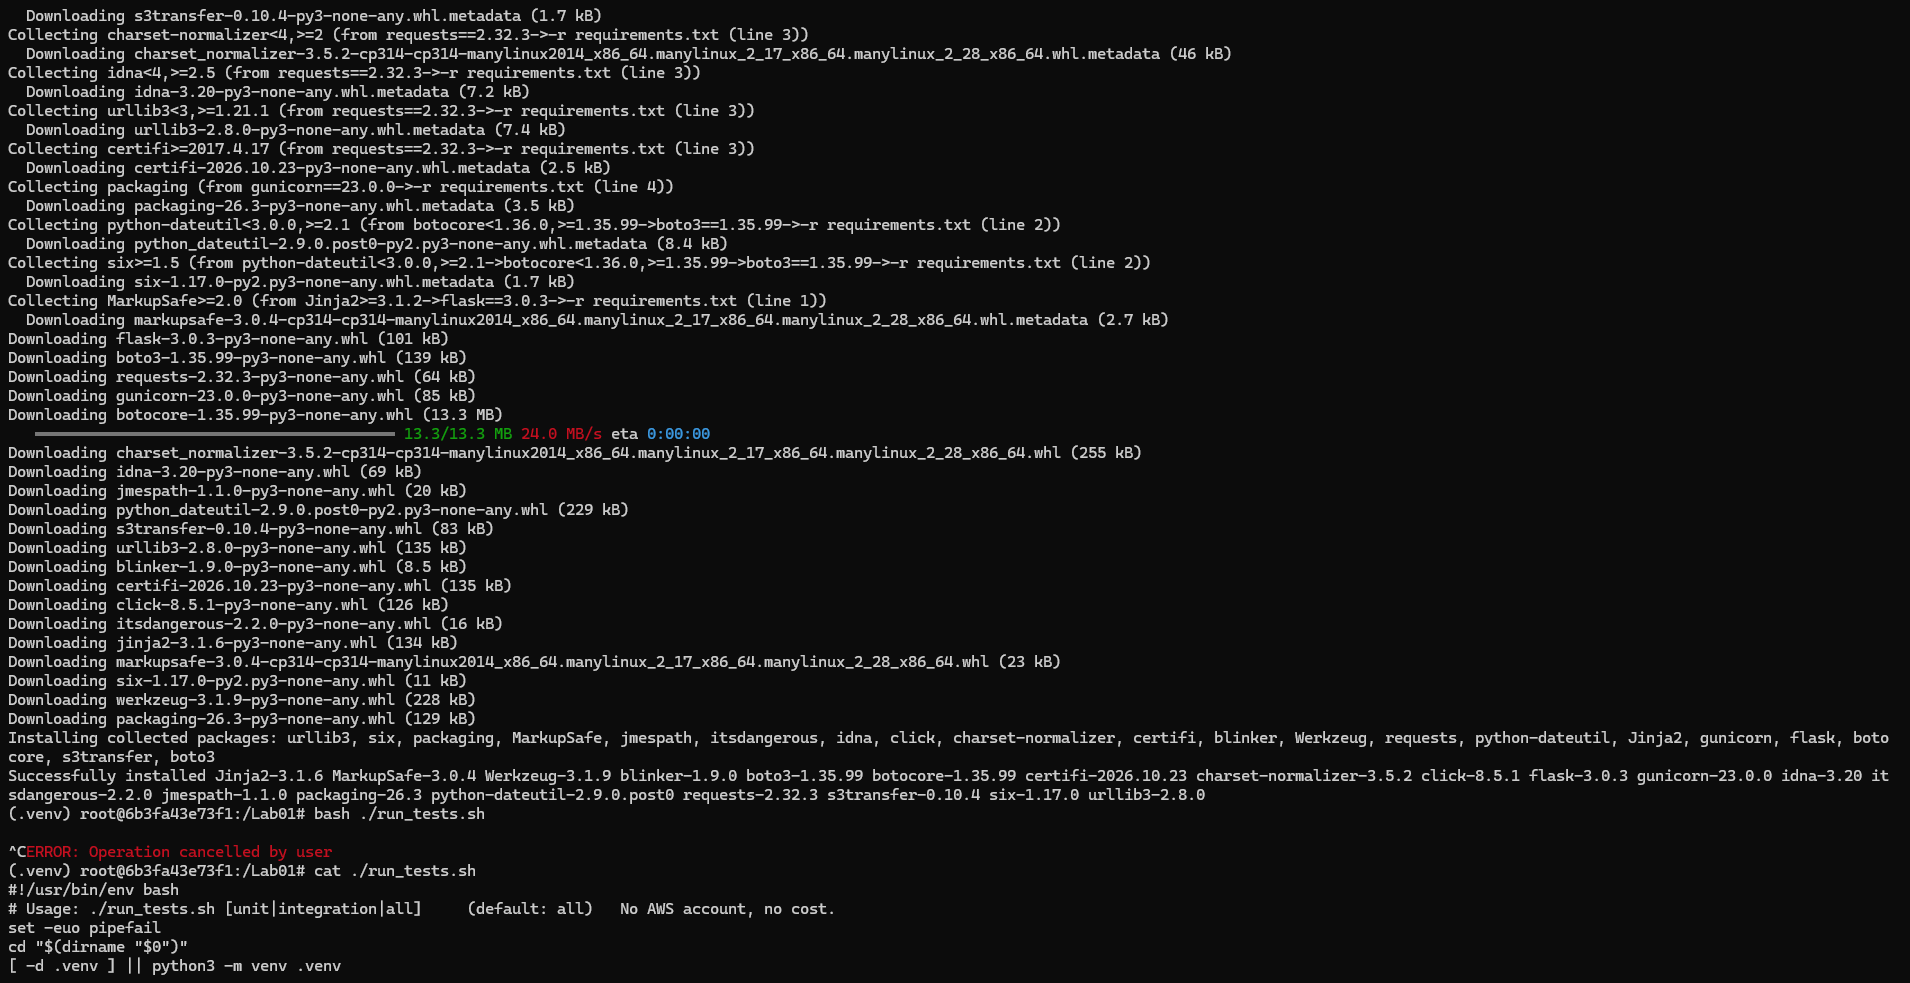 Downloading s3transfer-0.10.4-py3-none-any.whl.metadata (1.7 kB)
Collecting charset-normalizer<4,>=2 (from requests==2.32.3->-r requirements.txt (line 3))
  Downloading charset_normalizer-3.5.2-cp314-cp314-manylinux2014_x86_64.manylinux_2_17_x86_64.manylinux_2_28_x86_64.whl.metadata (46 kB)
Collecting idna<4,>=2.5 (from requests==2.32.3->-r requirements.txt (line 3))
  Downloading idna-3.20-py3-none-any.whl.metadata (7.2 kB)
Collecting urllib3<3,>=1.21.1 (from requests==2.32.3->-r requirements.txt (line 3))
  Downloading urllib3-2.8.0-py3-none-any.whl.metadata (7.4 kB)
Collecting certifi>=2017.4.17 (from requests==2.32.3->-r requirements.txt (line 3))
  Downloading certifi-2026.10.23-py3-none-any.whl.metadata (2.5 kB)
Collecting packaging (from gunicorn==23.0.0->-r requirements.txt (line 4))
  Downloading packaging-26.3-py3-none-any.whl.metadata (3.5 kB)
Collecting python-dateutil<3.0.0,>=2.1 (from botocore<1.36.0,>=1.35.99->boto3==1.35.99->-r requirements.txt (line 2))
  Downloading python_dateutil-2.9.0.post0-py2.py3-none-any.whl.metadata (8.4 kB)
Collecting six>=1.5 (from python-dateutil<3.0.0,>=2.1->botocore<1.36.0,>=1.35.99->boto3==1.35.99->-r requirements.txt (line 2))
  Downloading six-1.17.0-py2.py3-none-any.whl.metadata (1.7 kB)
Collecting MarkupSafe>=2.0 (from Jinja2>=3.1.2->flask==3.0.3->-r requirements.txt (line 1))
  Downloading markupsafe-3.0.4-cp314-cp314-manylinux2014_x86_64.manylinux_2_17_x86_64.manylinux_2_28_x86_64.whl.metadata (2.7 kB)
Downloading flask-3.0.3-py3-none-any.whl (101 kB)
Downloading boto3-1.35.99-py3-none-any.whl (139 kB)
Downloading requests-2.32.3-py3-none-any.whl (64 kB)
Downloading gunicorn-23.0.0-py3-none-any.whl (85 kB)
Downloading botocore-1.35.99-py3-none-any.whl (13.3 MB)
13.3/13.3 MB 24.0 MB/s eta 0:00:00
Downloading charset_normalizer-3.5.2-cp314-cp314-manylinux2014_x86_64.manylinux_2_17_x86_64.manylinux_2_28_x86_64.whl (255 kB)
Downloading idna-3.20-py3-none-any.whl (69 kB)
Downloading jmespath-1.1.0-py3-none-any.whl (20 kB)
Downloading python_dateutil-2.9.0.post0-py2.py3-none-any.whl (229 kB)
Downloading s3transfer-0.10.4-py3-none-any.whl (83 kB)
Downloading urllib3-2.8.0-py3-none-any.whl (135 kB)
Downloading blinker-1.9.0-py3-none-any.whl (8.5 kB)
Downloading certifi-2026.10.23-py3-none-any.whl (135 kB)
Downloading click-8.5.1-py3-none-any.whl (126 kB)
Downloading itsdangerous-2.2.0-py3-none-any.whl (16 kB)
Downloading jinja2-3.1.6-py3-none-any.whl (134 kB)
Downloading markupsafe-3.0.4-cp314-cp314-manylinux2014_x86_64.manylinux_2_17_x86_64.manylinux_2_28_x86_64.whl (23 kB)
Downloading six-1.17.0-py2.py3-none-any.whl (11 kB)
Downloading werkzeug-3.1.9-py3-none-any.whl (228 kB)
Downloading packaging-26.3-py3-none-any.whl (129 kB)
Installing collected packages: urllib3, six, packaging, MarkupSafe, jmespath, itsdangerous, idna, click, charset-normalizer, certifi, blinker, Werkzeug, requests, python-dateutil, Jinja2, gunicorn, flask, boto
core, s3transfer, boto3
Successfully installed Jinja2-3.1.6 MarkupSafe-3.0.4 Werkzeug-3.1.9 blinker-1.9.0 boto3-1.35.99 botocore-1.35.99 certifi-2026.10.23 charset-normalizer-3.5.2 click-8.5.1 flask-3.0.3 gunicorn-23.0.0 idna-3.20 it
sdangerous-2.2.0 jmespath-1.1.0 packaging-26.3 python-dateutil-2.9.0.post0 requests-2.32.3 s3transfer-0.10.4 six-1.17.0 urllib3-2.8.0
(.venv) root@6b3fa43e73f1:/Lab01# bash ./run_tests.sh

^CERROR: Operation cancelled by user
(.venv) root@6b3fa43e73f1:/Lab01# cat ./run_tests.sh
#!/usr/bin/env bash
# Usage: ./run_tests.sh [unit|integration|all]     (default: all)   No AWS account, no cost.
set -euo pipefail
cd "$(dirname "$0")"
[ -d .venv ] || python3 -m venv .venv